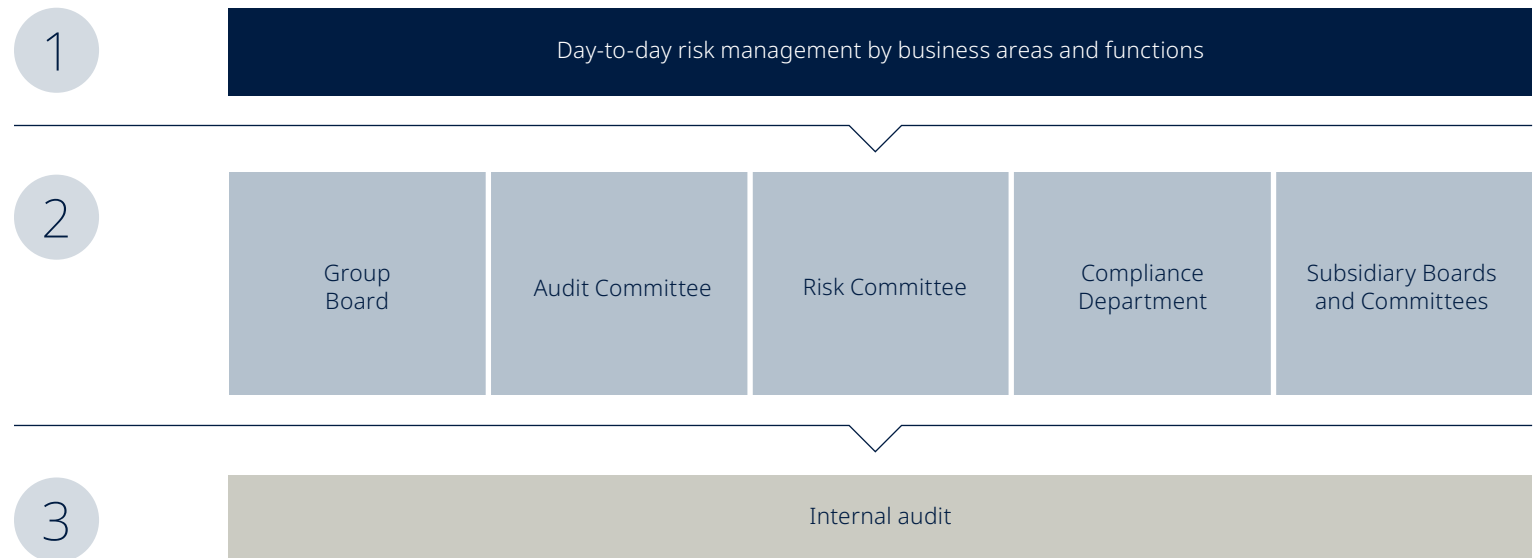 1
Day-to-day risk management by business areas and functions
2
Group
Board
Audit Committee
Risk Committee
Compliance
Department
Subsidiary Boards
and Committees
3
Internal audit